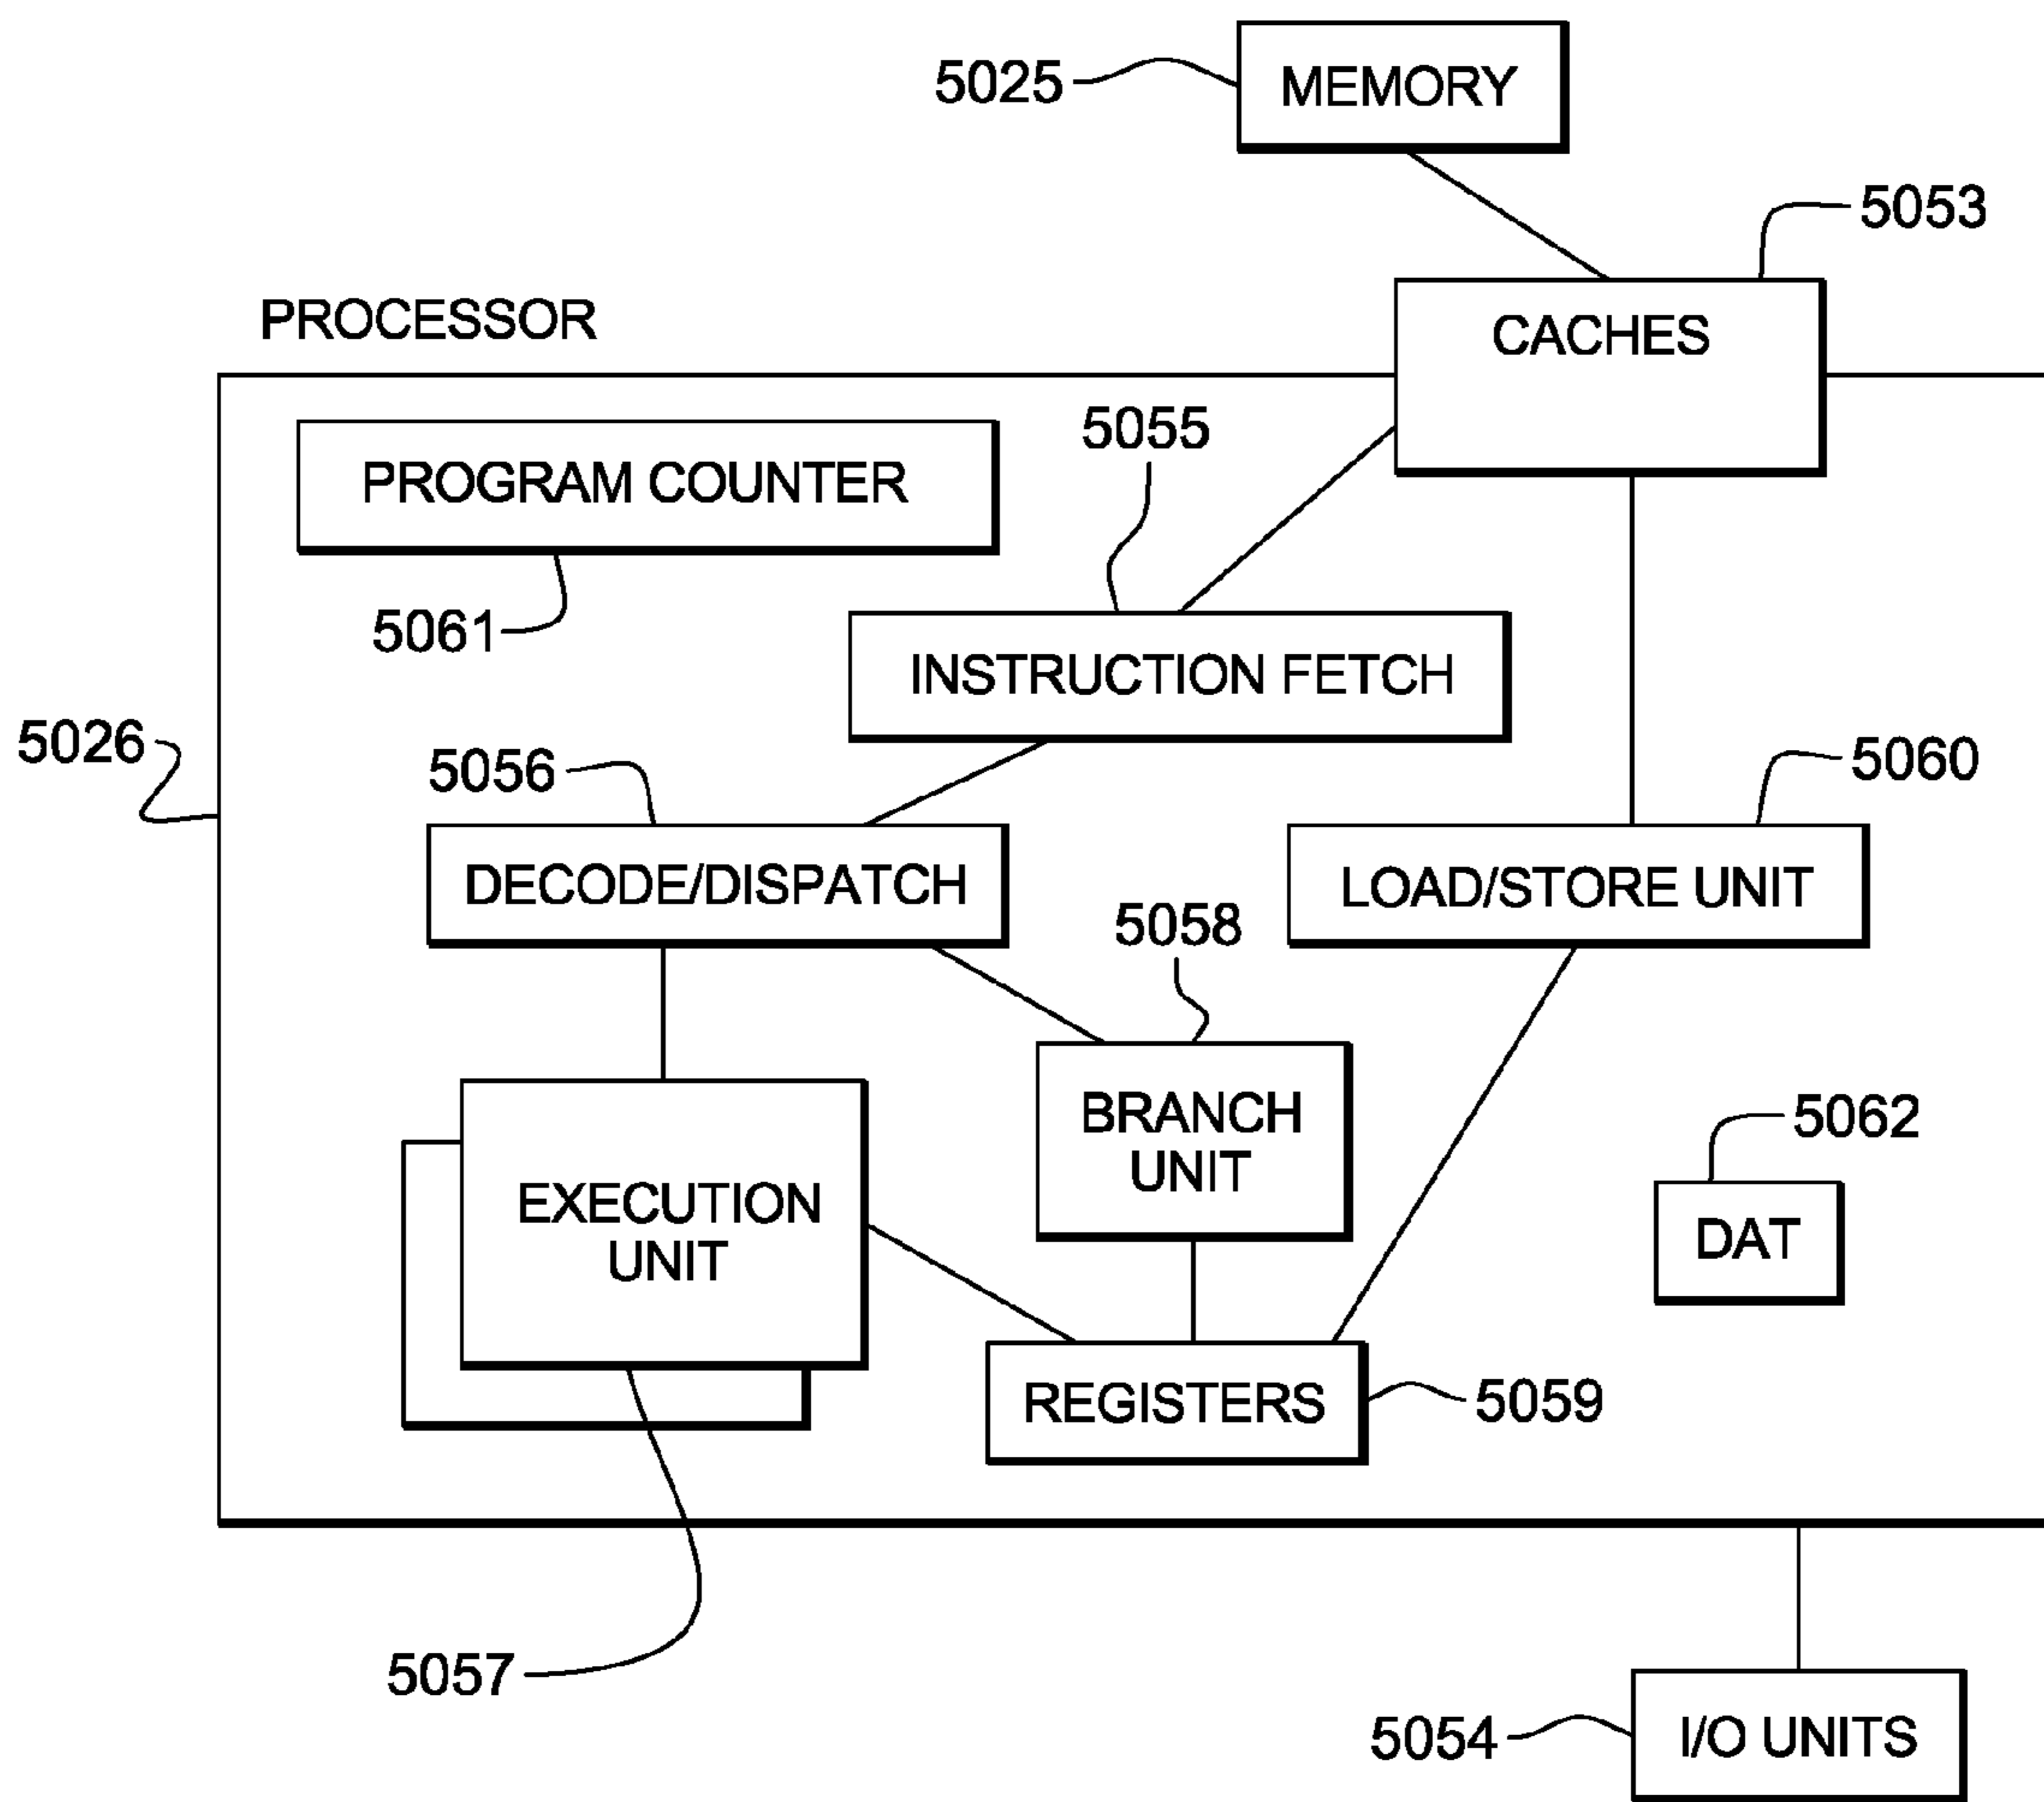 MEMORY
5025
5053
CACHES
PROCESSOR
5055
PROGRAM COUNTER
5061
INSTRUCTION FETCH
5026
5056
5060
DECODE/DISPATCH
LOAD/STORE UNIT
5058
BRANCH
UNIT
5062
EXECUTION
UNIT
DAT
REGISTERS
5059
5057
5054
I/O UNITS